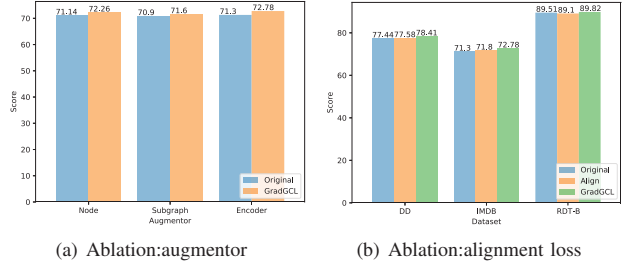 71.14 72.26 70.9 71.6 71.3 72.78
70
60
50
40
30
20
10
0
Score
Original
GradGCL
Node Subgraph Encoder
Augmentor
(a) Ablation:augmentor
77.44 77.58 78.41 71.3 71.8 72.78 89.51 89.1 89.82
80
60
40
20
0
Score
Original
Align
GradGCL
DD IMDB RDT-B
Dataset
(b) Ablation:alignment loss